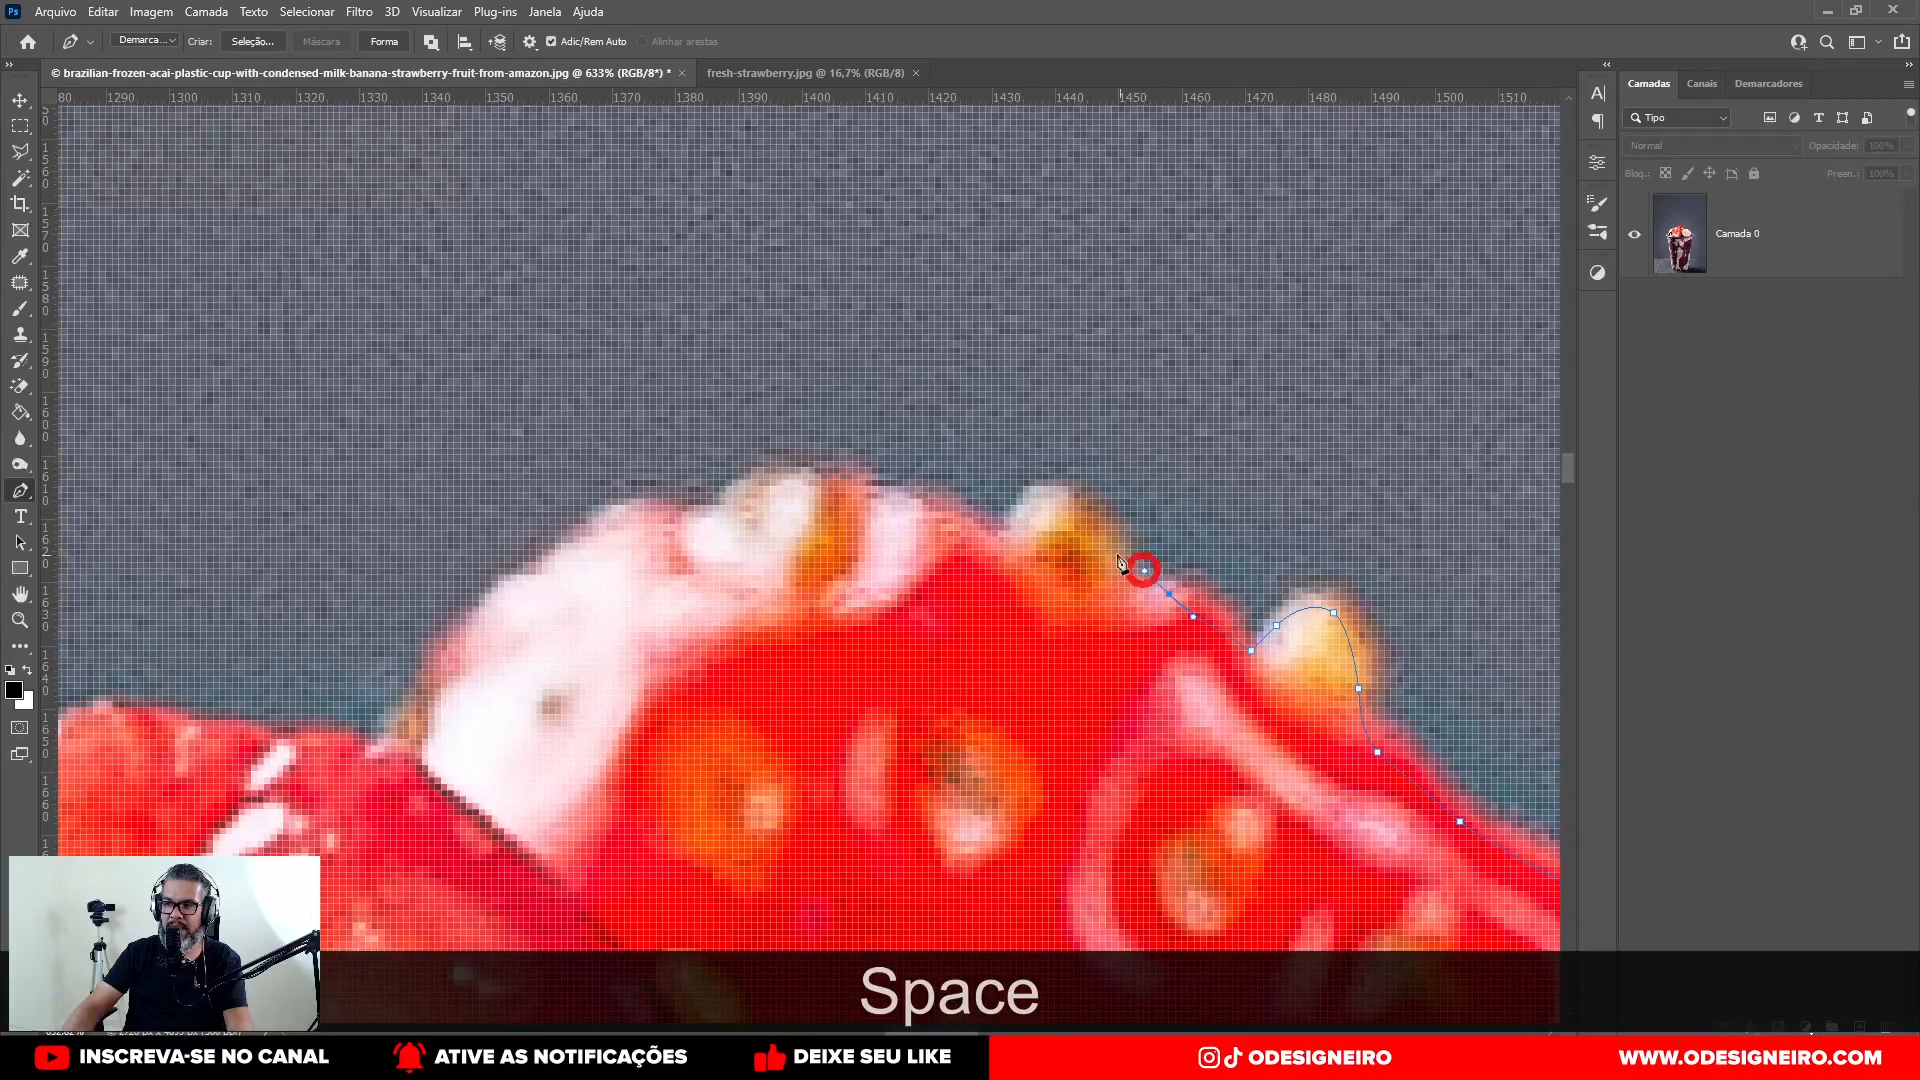 Ps Arquivo Editar Imagem Camada Texto Selecionar Filtro 3D Visualizar Plug-ins Janela Ajuda
Demarca... Criar: Seleção... Máscara Forma Adic/Rem Auto Alinhar arestas
© brazilian-frozen-acai-plastic-cup-with-condensed-milk-banana-strawberry-fruit-from-amazon.jpg @ 633% (RGB/8*) * × fresh-strawberry.jpg @ 16,7% (RGB/8) ×
80 1290 1300 1310 1320 1330 1340 1350 1360 1370 1380 1390 1400 1410 1420 1430 1440 1450 1460 1470 1480 1490 1500 1510
Camadas Canais Demarcadores
Tipo
Normal Opacidade: 100%
Bloq.: Preen.: 100%
Camada 0
Space
INSCREVA-SE NO CANAL ATIVE AS NOTIFICAÇÕES DEIXE SEU LIKE ODESIGNEIRO WWW.ODESIGNEIRO.COM